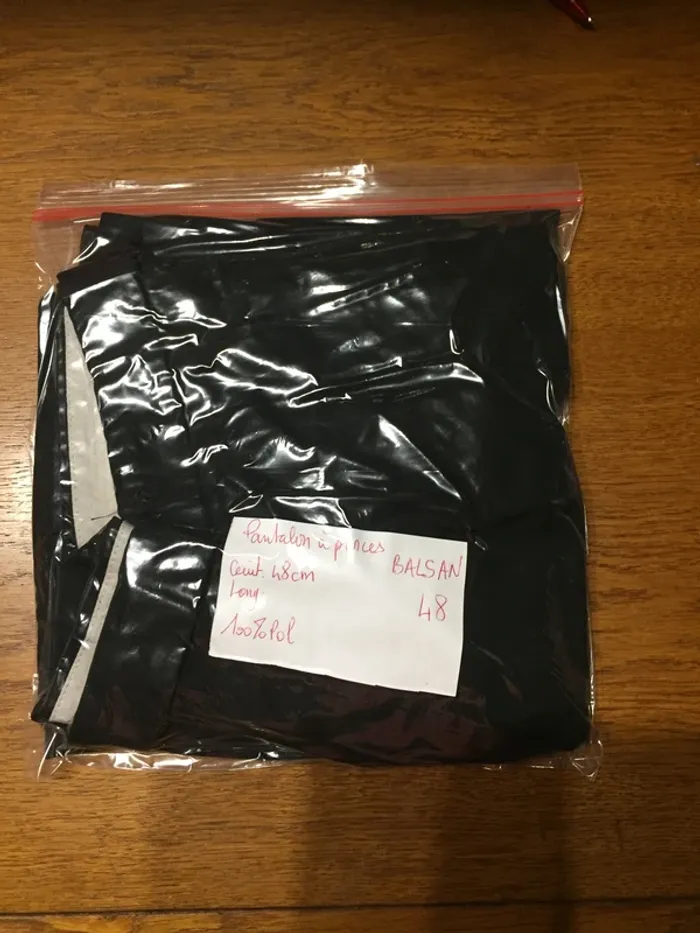 Pantalon à pinces
BALSAN
Ceint. 48cm
48
Long:
100% Pol